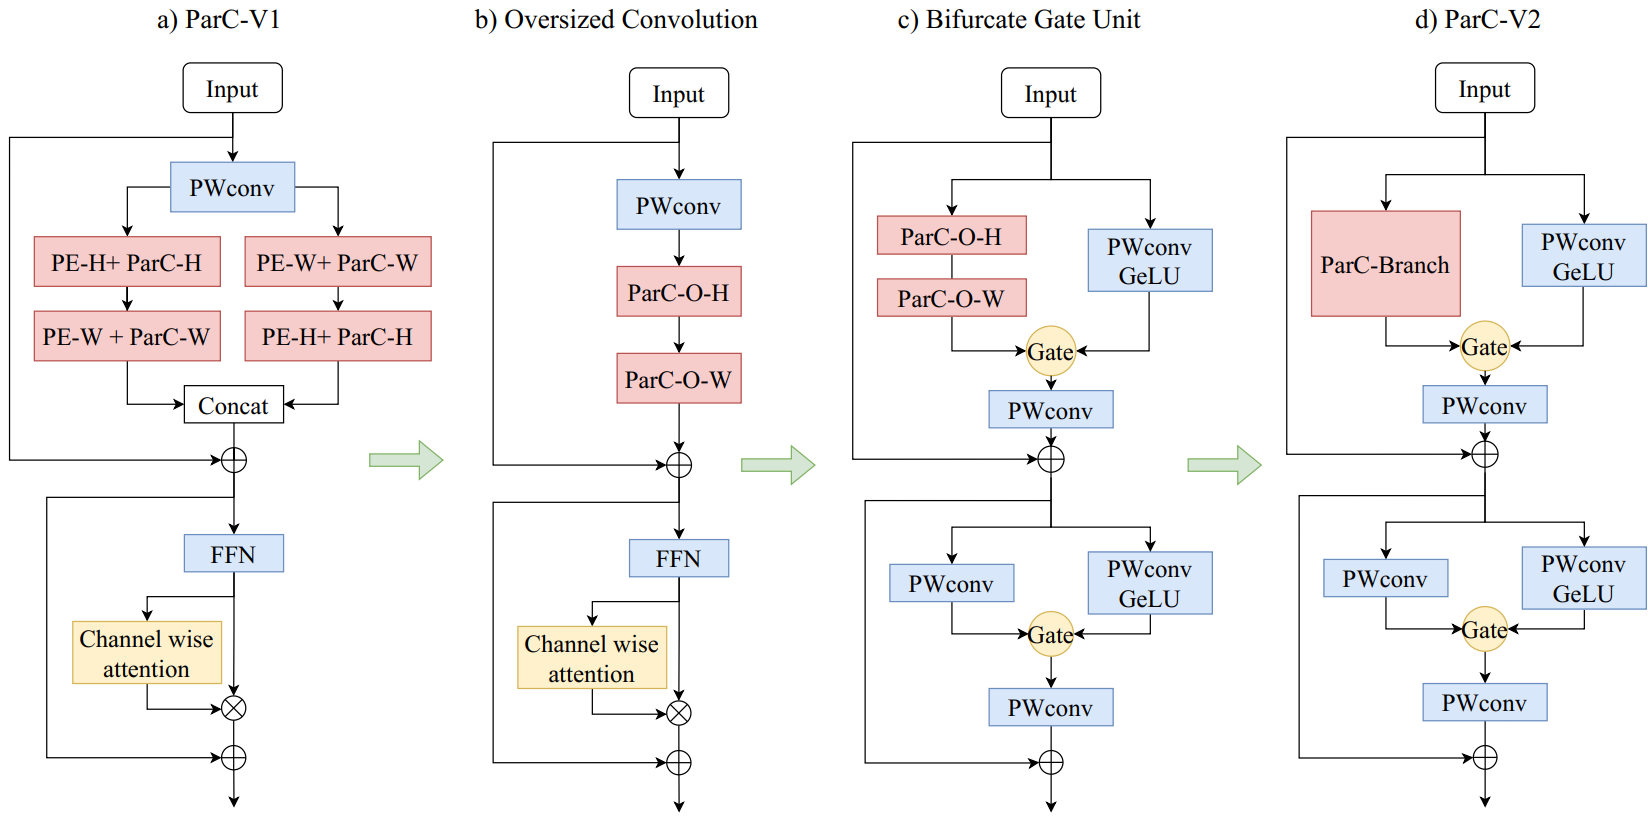 a) ParC-V1
Input
PWconv
PE-H+ ParC-H
PE-W+ ParC-W
PE-W + ParC-W
PE-H+ ParC-H
Concat
FFN
Channel wise
attention
b) Oversized Convolution
Input
PWconv
ParC-O-H
ParC-O-W
FFN
Channel wise
attention
c) Bifurcate Gate Unit
Input
ParC-O-H
ParC-O-W
PWconv
GeLU
Gate
PWconv
PWconv
PWconv
GeLU
Gate
PWconv
d) ParC-V2
Input
ParC-Branch
PWconv
GeLU
Gate
PWconv
PWconv
PWconv
GeLU
Gate
PWconv